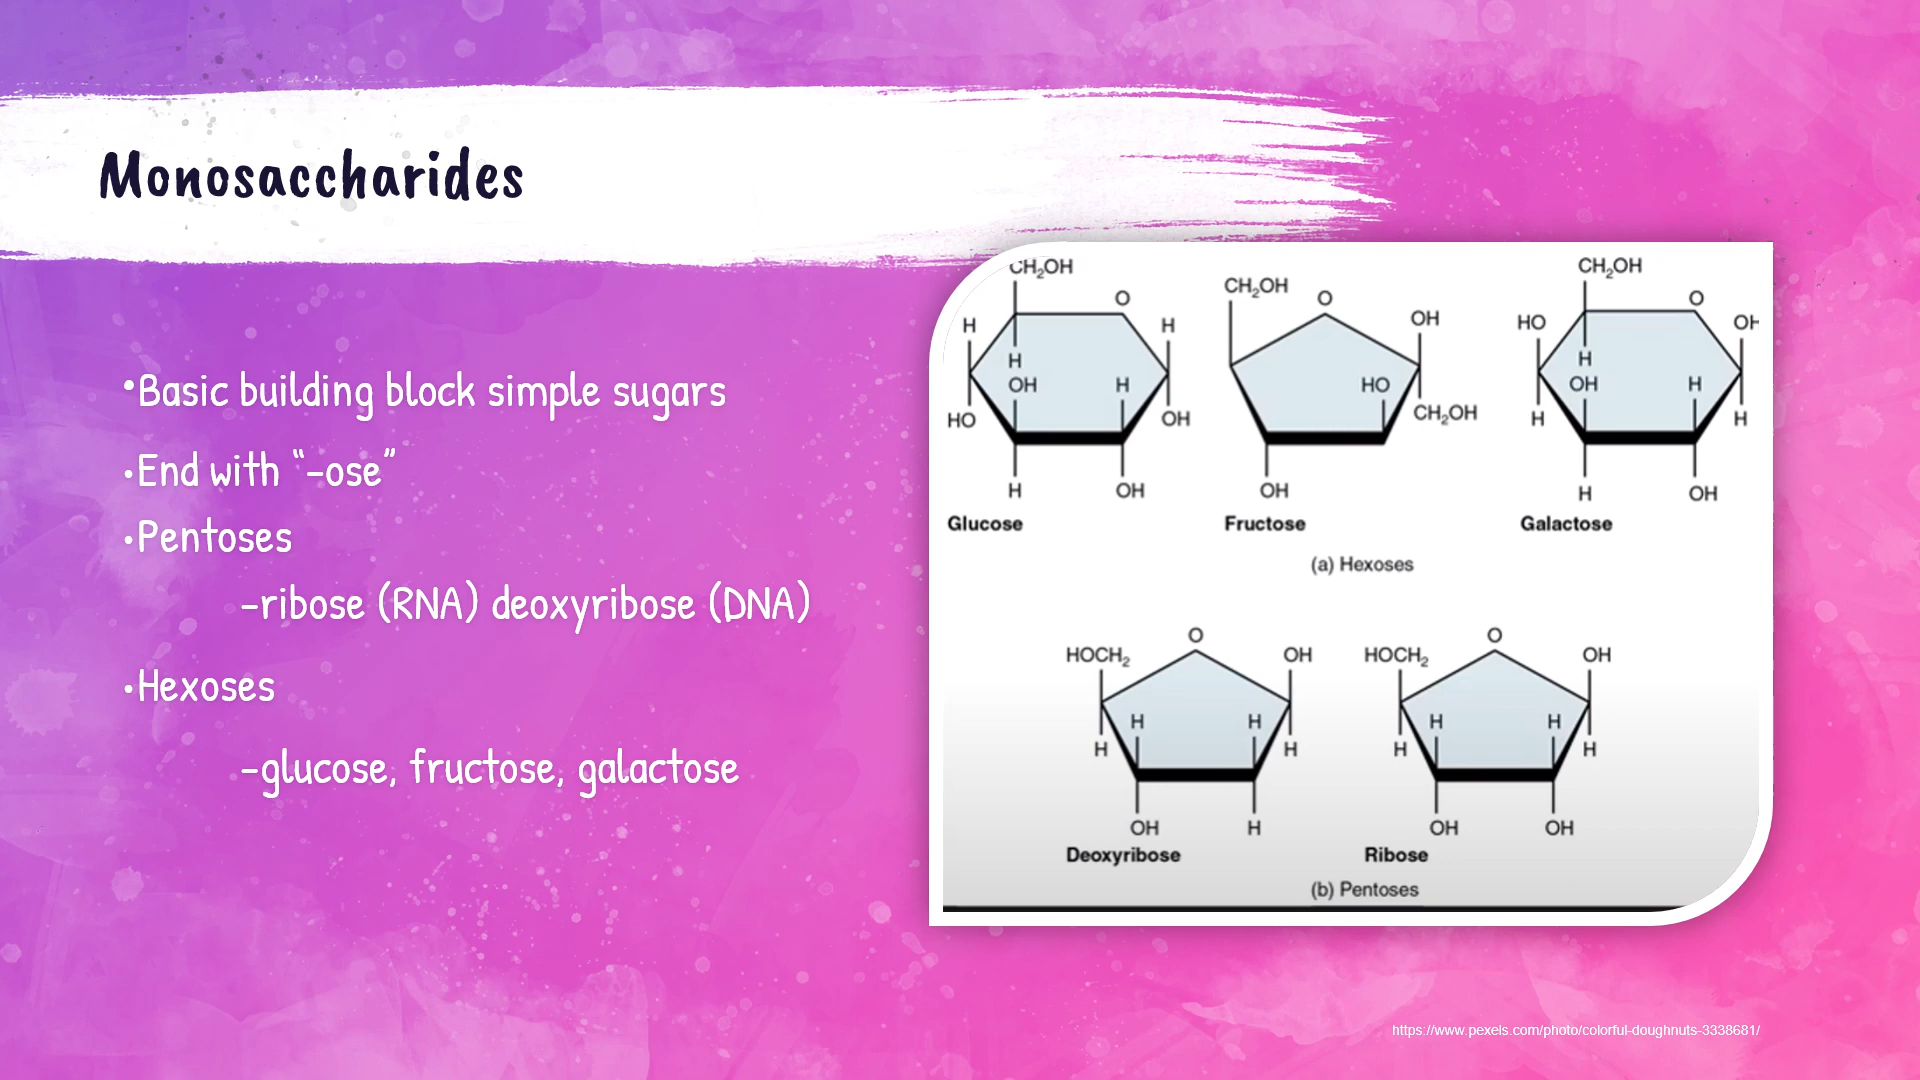 Monosaccharides
•Basic building block simple sugars
•End with “-ose”
•Pentoses
-ribose (RNA) deoxyribose (DNA)
•Hexoses
-glucose, fructose, galactose
CH₂OH
O
H
H
H
OH
H
HO
OH
H
OH
Glucose
CH₂OH
O
OH
HO
CH₂OH
OH
Fructose
CH₂OH
O
HO
OH
H
OH
H
H
H
H
OH
Galactose
(a) Hexoses
HOCH₂
O
OH
H
H
H
H
OH
H
Deoxyribose
HOCH₂
O
OH
H
H
H
H
OH
OH
Ribose
(b) Pentoses
https://www.pexels.com/photo/colorful-doughnuts-3338681/